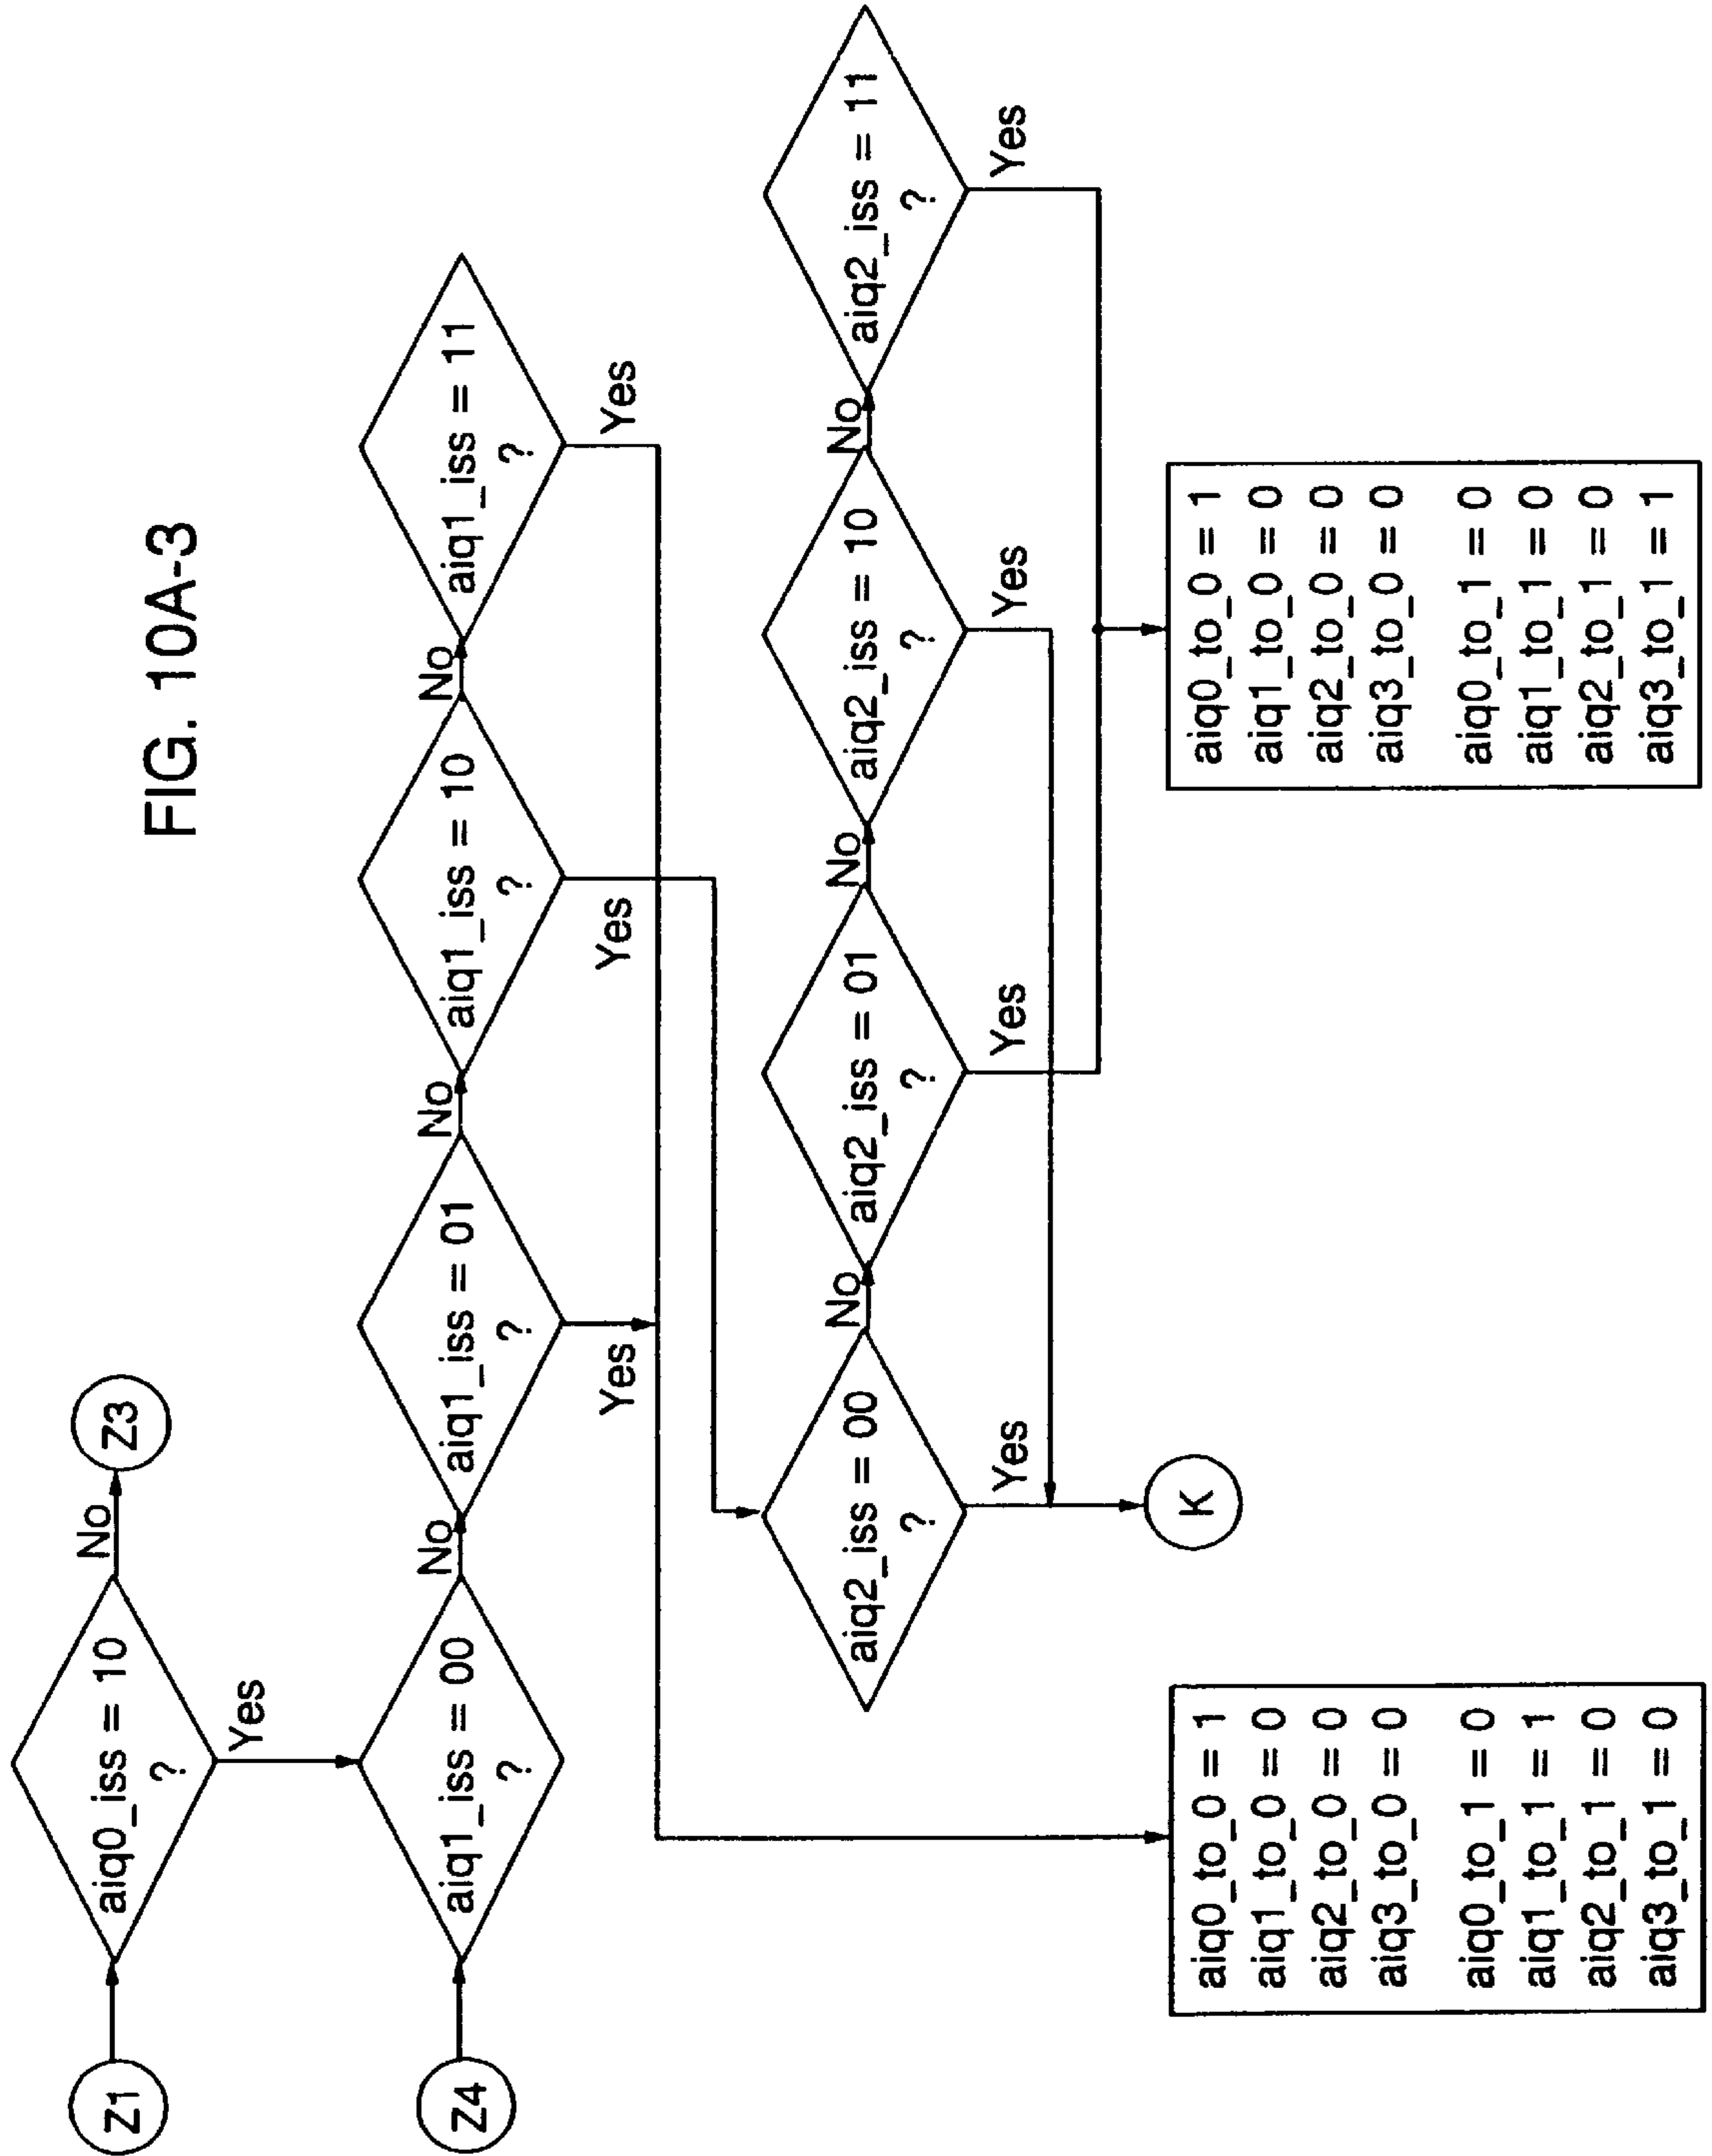 FIG. 10A-3
Z1
aiq0_iss = 10
?
No
Z3
Yes
Z4
aiq1_iss = 00
?
No
aiq1_iss = 01
?
No
aiq1_iss = 10
?
No
aiq1_iss = 11
?
Yes
Yes
Yes
aiq2_iss = 00
?
No
aiq2_iss = 01
?
No
aiq2_iss = 10
?
No
aiq2_iss = 11
?
Yes
Yes
Yes
Yes
K
aiq0_to_0 = 1
aiq1_to_0 = 0
aiq2_to_0 = 0
aiq3_to_0 = 0
aiq0_to_1 = 0
aiq1_to_1 = 1
aiq2_to_1 = 0
aiq3_to_1 = 0
aiq0_to_0 = 1
aiq1_to_0 = 0
aiq2_to_0 = 0
aiq3_to_0 = 0
aiq0_to_1 = 0
aiq1_to_1 = 0
aiq2_to_1 = 0
aiq3_to_1 = 1